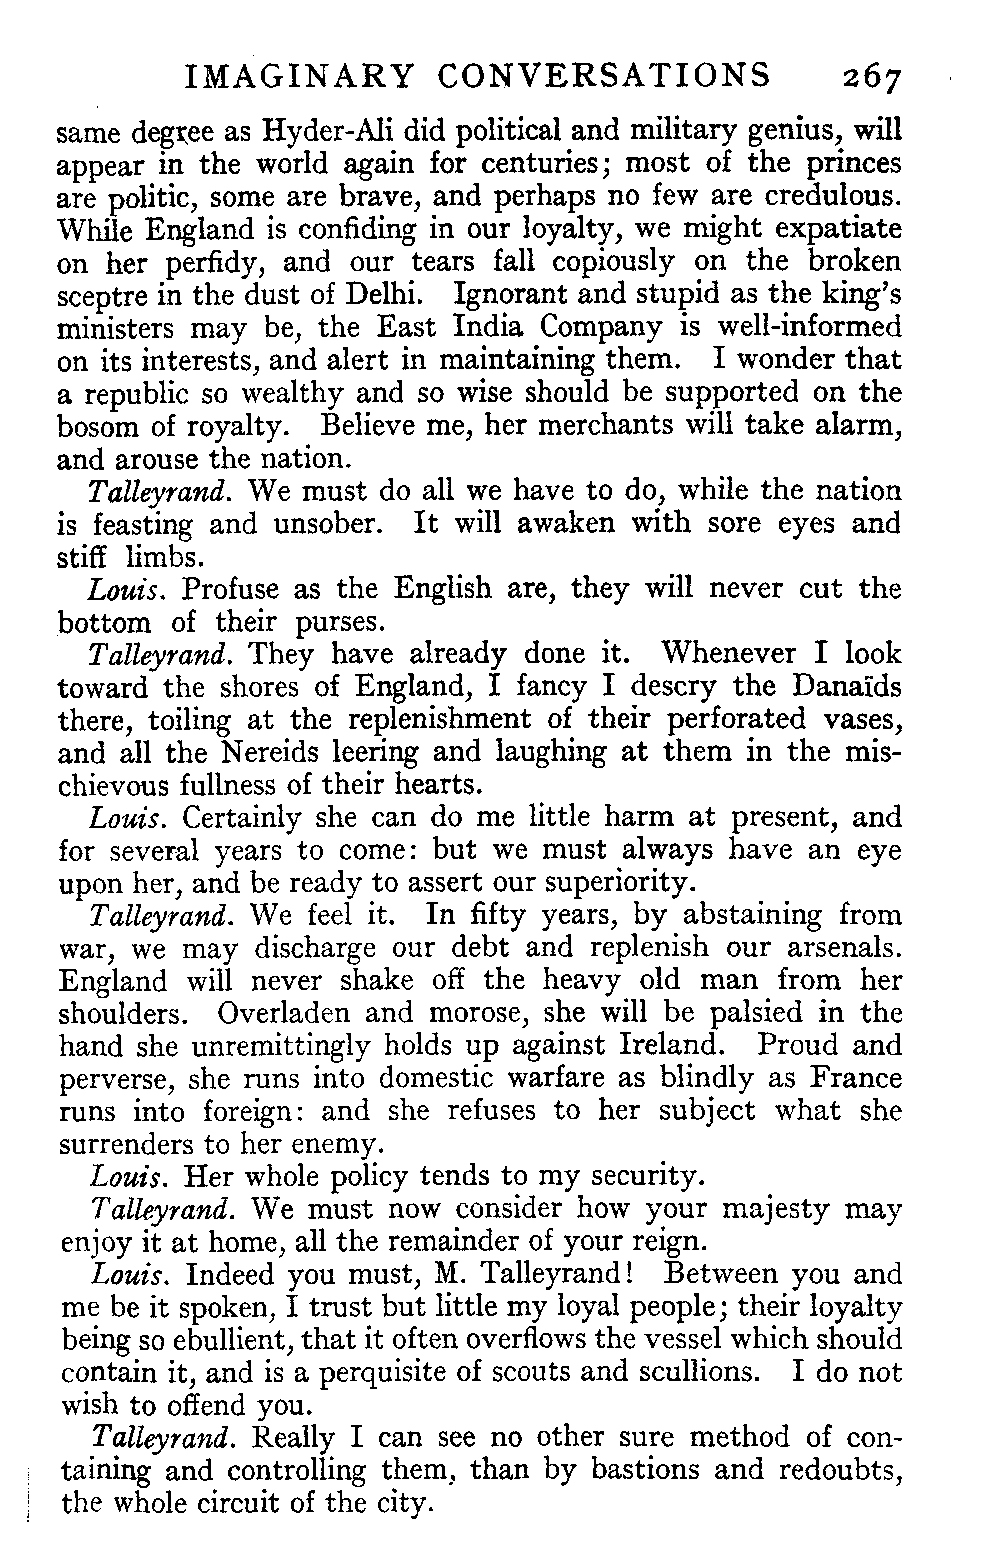 IMAGINARY CONVERSATIONS 267
same degree as Hyder-Ali did political and military genius, will
appear in the world again for centuries; most of the princes
are politic, some are brave, and perhaps no few are credulous.
While England is confiding in our loyalty, we might expatiate
on her perfidy, and our tears fall copiously on the broken
sceptre in the dust of Delhi. Ignorant and stupid as the king's
ministers may be, the East India Company is well-informed
on its interests, and alert in maintaining them. I wonder that
a republic so wealthy and so wise should be supported on the
bosom of royalty. Believe me, her merchants will take alarm,
and arouse the nation.
Talleyrand. We must do all we have to do, while the nation
is feasting and unsober. It will awaken with sore eyes and
stiff limbs.
Louis. Profuse as the English are, they will never cut the
bottom of their purses.
Talleyrand. They have already done it. Whenever I look
toward the shores of England, I fancy I descry the Danaïds
there, toiling at the replenishment of their perforated vases,
and all the Nereids leering and laughing at them in the mis-
chievous fullness of their hearts.
Louis. Certainly she can do me little harm at present, and
for several years to come: but we must always have an eye
upon her, and be ready to assert our superiority.
Talleyrand. We feel it. In fifty years, by abstaining from
war, we may discharge our debt and replenish our arsenals.
England will never shake off the heavy old man from her
shoulders. Overladen and morose, she will be palsied in the
hand she unremittingly holds up against Ireland. Proud and
perverse, she runs into domestic warfare as blindly as France
runs into foreign: and she refuses to her subject what she
surrenders to her enemy.
Louis. Her whole policy tends to my security.
Talleyrand. We must now consider how your majesty may
enjoy it at home, all the remainder of your reign.
Louis. Indeed you must, M. Talleyrand! Between you and
me be it spoken, I trust but little my loyal people; their loyalty
being so ebullient, that it often overflows the vessel which should
contain it, and is a perquisite of scouts and scullions. I do not
wish to offend you.
Talleyrand. Really I can see no other sure method of con-
taining and controlling them, than by bastions and redoubts,
the whole circuit of the city.